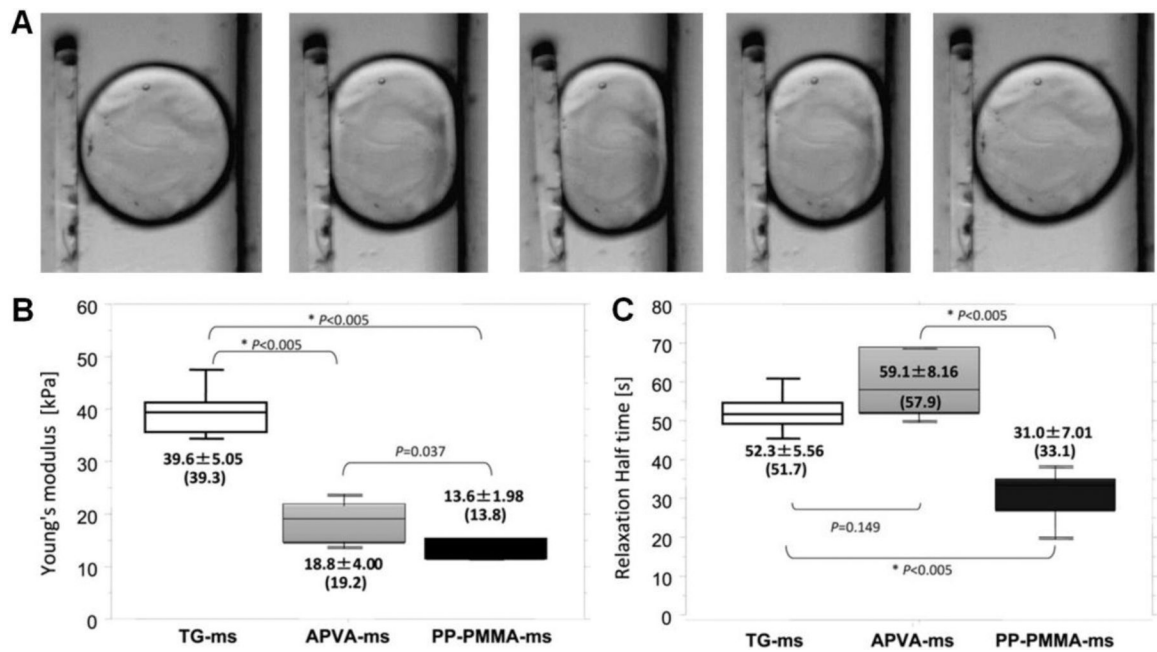 A
B
Young's modulus [kPa]
60
50
40
30
20
10
0
* P<0.005
* P<0.005
P=0.037
39.6±5.05
(39.3)
18.8±4.00
(19.2)
13.6±1.98
(13.8)
TG-ms
APVA-ms
PP-PMMA-ms
C
Relaxation Half time [s]
80
70
60
50
40
30
20
10
0
* P<0.005
59.1±8.16
(57.9)
52.3±5.56
(51.7)
31.0±7.01
(33.1)
P=0.149
* P<0.005
TG-ms
APVA-ms
PP-PMMA-ms